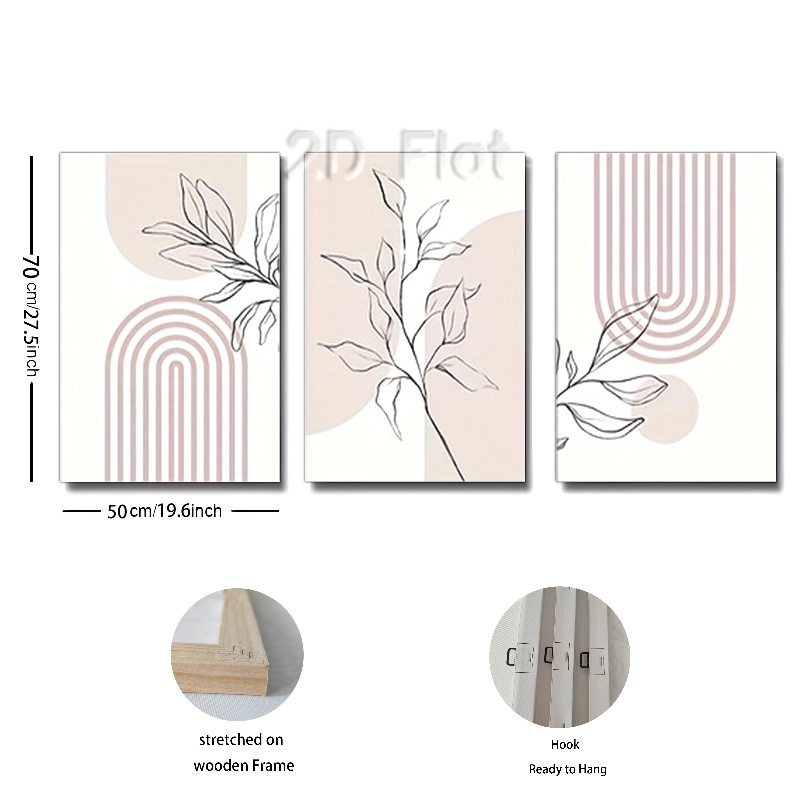 2D Flat
70 cm/27.5inch
50cm/19.6inch
stretched on
wooden Frame
Hook
Ready to Hang